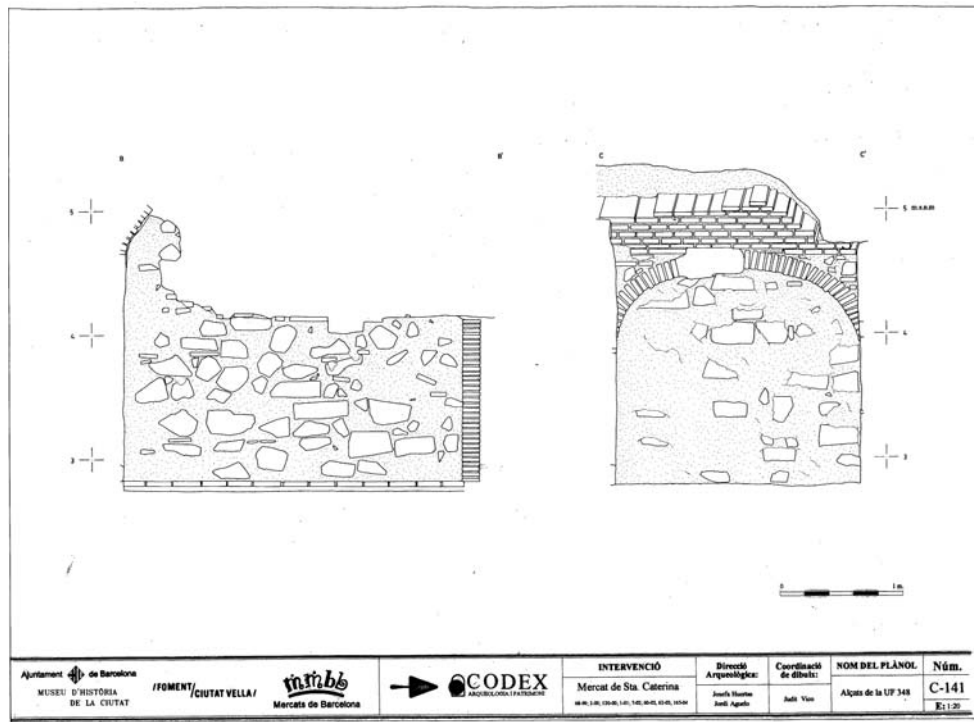 B B' C C'
5 5 m.s.n.m
4 4
3 3
0 1 m.
Ajuntament de Barcelona
MUSEU D'HISTÒRIA
DE LA CIUTAT
/FOMENT/CIUTAT VELLA/
mmbb
Mercats de Barcelona
CODEX
ARQUEOLOGIA I PATRIMONI
INTERVENCIÓ
Mercat de Sta. Caterina
Direcció
Arqueològica:
Josefa Huertas
Jordi Aguelo
Coordinació
de dibuix:
Judit Vico
NOM DEL PLÀNOL
Alçats de la UF 348
Núm.
C-141
E: 1:20